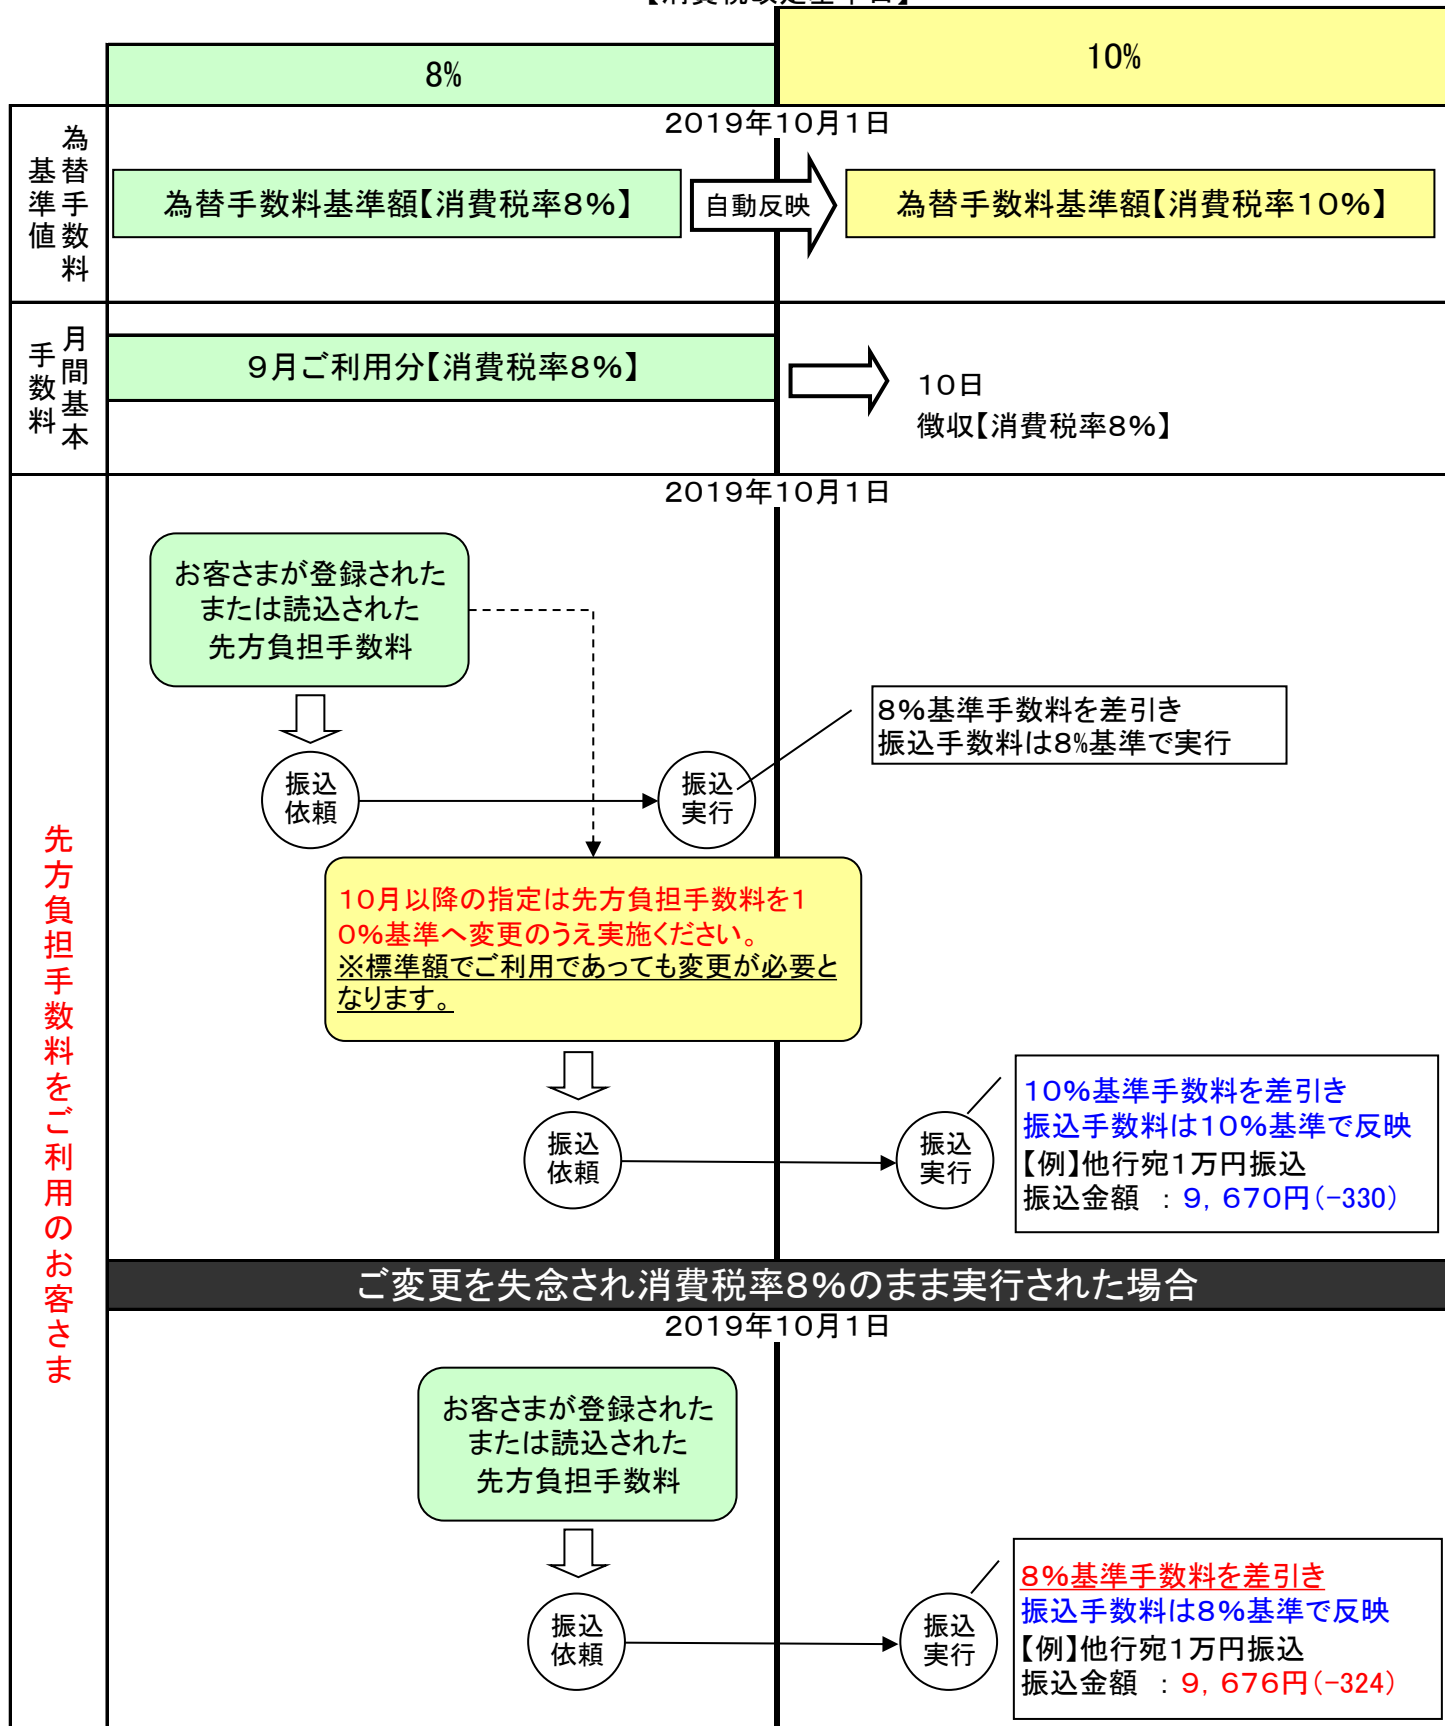 【消費税改定基準日】
8%
10%
為替手数料
基準値
2019年10月1日
為替手数料基準額【消費税率8%】
自動反映
為替手数料基準額【消費税率10%】
月間基本
手数料
9月ご利用分【消費税率8%】
10日
徴収【消費税率8%】
先方負担手数料をご利用のお客さま
2019年10月1日
お客さまが登録された
または読込された
先方負担手数料
8%基準手数料を差引き
振込手数料は8%基準で実行
振込
依頼
振込
実行
10月以降の指定は先方負担手数料を1
0%基準へ変更のうえ実施ください。
※標準額でご利用であっても変更が必要と
なります。
振込
依頼
振込
実行
10%基準手数料を差引き
振込手数料は10%基準で反映
【例】他行宛1万円振込
振込金額 : 9,670円(-330)
ご変更を失念され消費税率8%のまま実行された場合
2019年10月1日
お客さまが登録された
または読込された
先方負担手数料
振込
依頼
振込
実行
8%基準手数料を差引き
振込手数料は8%基準で反映
【例】他行宛1万円振込
振込金額 : 9,676円(-324)